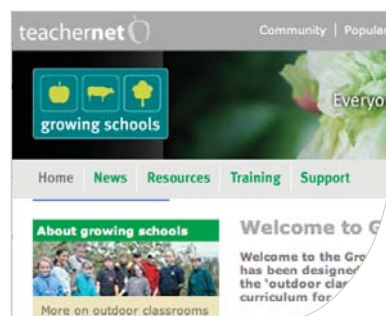 teachernet
Community | Popula
Everyo
growing schools
Home News Resources Training Support
About growing schools
More on outdoor classrooms
Welcome to G
Welcome to the Gro
has been designed
the 'outdoor clas
curriculum for